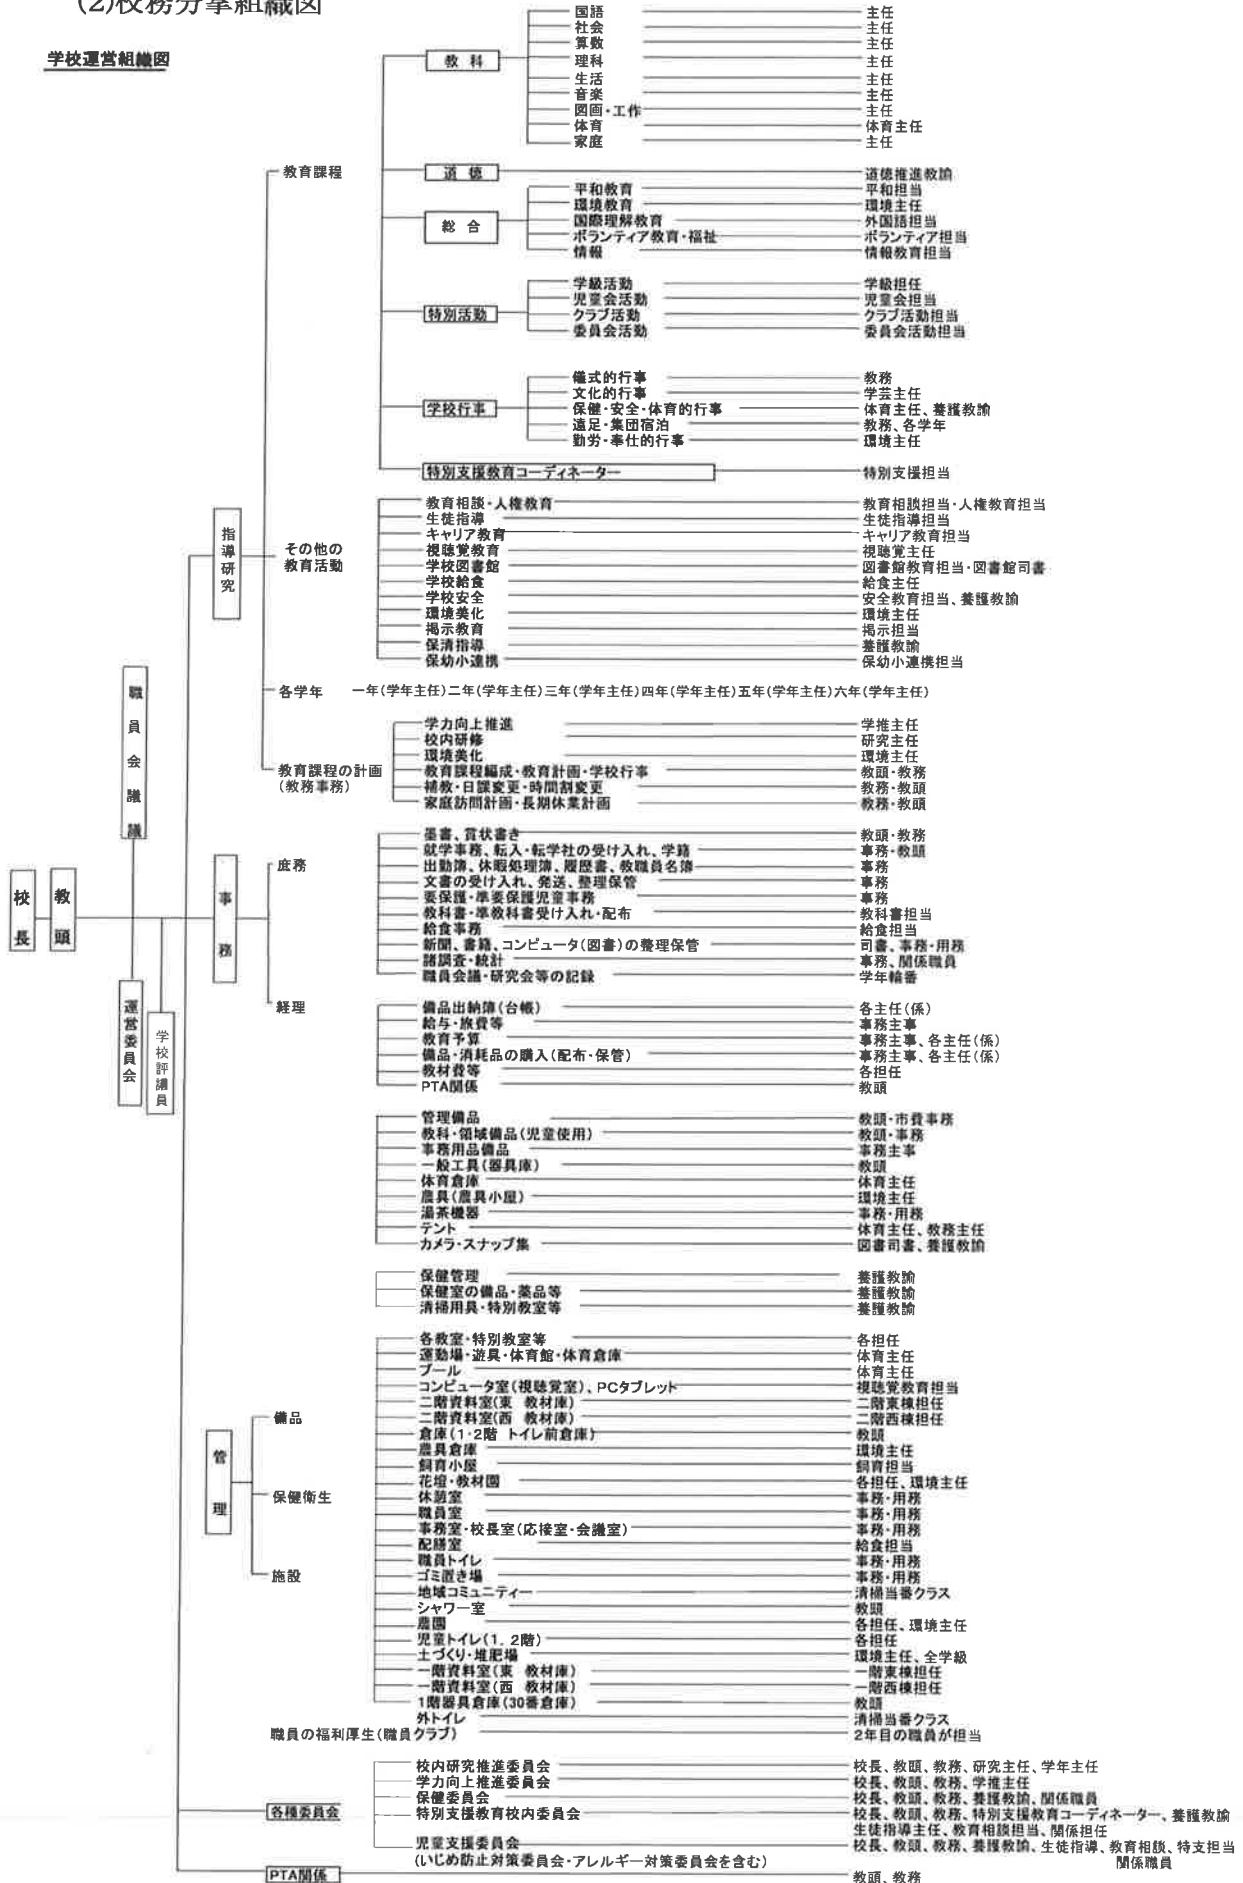 (2)校務分掌組織図
学校運営組織図
校長
教頭
職員会議
運営委員会
学校評議員
指導研究
教育課程
教科
国語 主任
社会 主任
算数 主任
理科 主任
生活 主任
音楽 主任
図画・工作 主任
体育 体育主任
家庭 主任
道徳 道徳推進教諭
総合
平和教育 平和担当
環境教育 環境主任
国際理解教育 外国語担当
ボランティア教育・福祉 ボランティア担当
情報 情報教育担当
特別活動
学級活動 学級担任
児童会活動 児童会担当
クラブ活動 クラブ活動担当
委員会活動 委員会活動担当
学校行事
儀式的行事 教務
文化的行事 学芸主任
保健・安全・体育的行事 体育主任、養護教諭
遠足・集団宿泊 教務、各学年
勤労・奉仕的行事 環境主任
特別支援教育コーディネーター 特別支援担当
その他の
教育活動
教育相談・人権教育 教育相談担当・人権教育担当
生徒指導 生徒指導担当
キャリア教育 キャリア教育担当
視聴覚教育 視聴覚主任
学校図書館 図書館教育担当・図書館司書
学校給食 給食主任
学校安全 安全教育担当、養護教諭
環境美化 環境主任
掲示教育 掲示担当
保清指導 養護教諭
保幼小連携 保幼小連携担当
各学年 一年(学年主任)二年(学年主任)三年(学年主任)四年(学年主任)五年(学年主任)六年(学年主任)
教育課程の計画
(教務事務)
学力向上推進 学推主任
校内研修 研究主任
環境美化 環境主任
教育課程編成・教育計画・学校行事 教頭・教務
補教・日課変更・時間割変更 教務・教頭
家庭訪問計画・長期休業計画 教務・教頭
事務
庶務
墨書、賞状書き 教頭・教務
就学事務、転入・転学社の受け入れ、学籍 事務・教頭
出勤簿、休暇処理簿、履歴書、教職員名簿 事務
文書の受け入れ、発送、整理保管 事務
要保護・準要保護児童事務 事務
教科書・準教科書受け入れ・配布 教科書担当
給食事務 給食担当
新聞、書籍、コンピュータ(図書)の整理保管 司書、事務・用務
諸調査・統計 事務、関係職員
職員会議・研究会等の記録 学年輪番
経理
備品出納簿(台帳) 各主任(係)
給与・旅費等 事務主事
教育予算 事務主事、各主任(係)
備品・消耗品の購入(配布・保管) 事務主事、各主任(係)
教材費等 各担任
PTA関係 教頭
管理
備品
管理備品 教頭・市費事務
教科・領域備品(児童使用) 教頭・事務
事務用品備品 事務主事
一般工具(器具庫) 教頭
体育倉庫 体育主任
農具(農具小屋) 環境主任
湯茶機器 事務・用務
テント 体育主任、教務主任
カメラ・スナップ集 図書司書、養護教諭
保健衛生
保健管理 養護教諭
保健室の備品・薬品等 養護教諭
清掃用具・特別教室等 養護教諭
施設
各教室・特別教室等 各担任
運動場・遊具・体育館・体育倉庫 体育主任
プール 体育主任
コンピュータ室(視聴覚室)、PCタブレット 視聴覚教育担当
二階資料室(東 教材庫) 二階東棟担任
二階資料室(西 教材庫) 二階西棟担任
倉庫(1・2階 トイレ前倉庫) 教頭
農具倉庫 環境主任
飼育小屋 飼育担当
花壇・教材園 各担任、環境主任
休憩室 事務・用務
職員室 事務・用務
事務室・校長室(応接室・会議室) 事務・用務
配膳室 給食担当
職員トイレ 事務・用務
ゴミ置き場 事務・用務
地域コミュニティー 清掃当番クラス
シャワー室 教頭
農園 各担任、環境主任
児童トイレ(1. 2階) 各担任
土づくり・堆肥場 環境主任、全学級
一階資料室(東 教材庫) 一階東棟担任
一階資料室(西 教材庫) 一階西棟担任
1階器具倉庫(30番倉庫) 教頭
外トイレ 清掃当番クラス
職員の福利厚生(職員クラブ) 2年目の職員が担当
各種委員会
校内研究推進委員会 校長、教頭、教務、研究主任、学年主任
学力向上推進委員会 校長、教頭、教務、学推主任
保健委員会 校長、教頭、教務、養護教諭、関係職員
特別支援教育校内委員会 校長、教頭、教務、特別支援教育コーディネーター、養護教諭
生徒指導主任、教育相談担当、関係担任
児童支援委員会 校長、教頭、教務、養護教諭、生徒指導、教育相談、特支担当
(いじめ防止対策委員会・アレルギー対策委員会を含む) 関係職員
PTA関係 教頭、教務